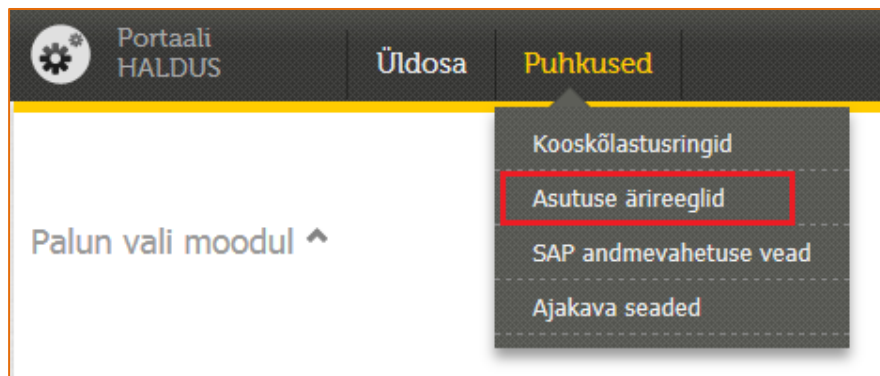 Portaali
HALDUS
Üldosa
Puhkused
Kooskõlastusringid
Asutuse ärireeglid
SAP andmevahetuse vead
Ajakava seaded
Palun vali moodul